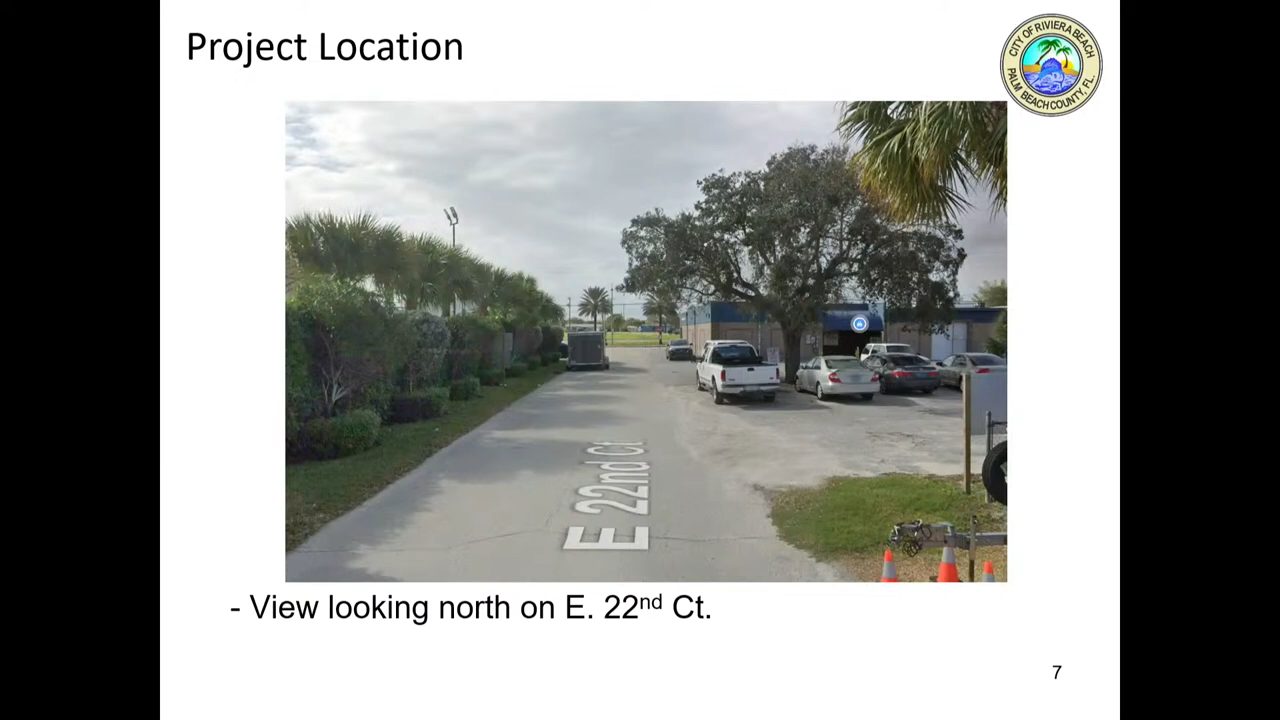 Project Location
CITY OF RIVIERA BEACH
PALM BEACH COUNTY, FL.
E 22nd Ct
- View looking north on E. 22nd Ct.
7